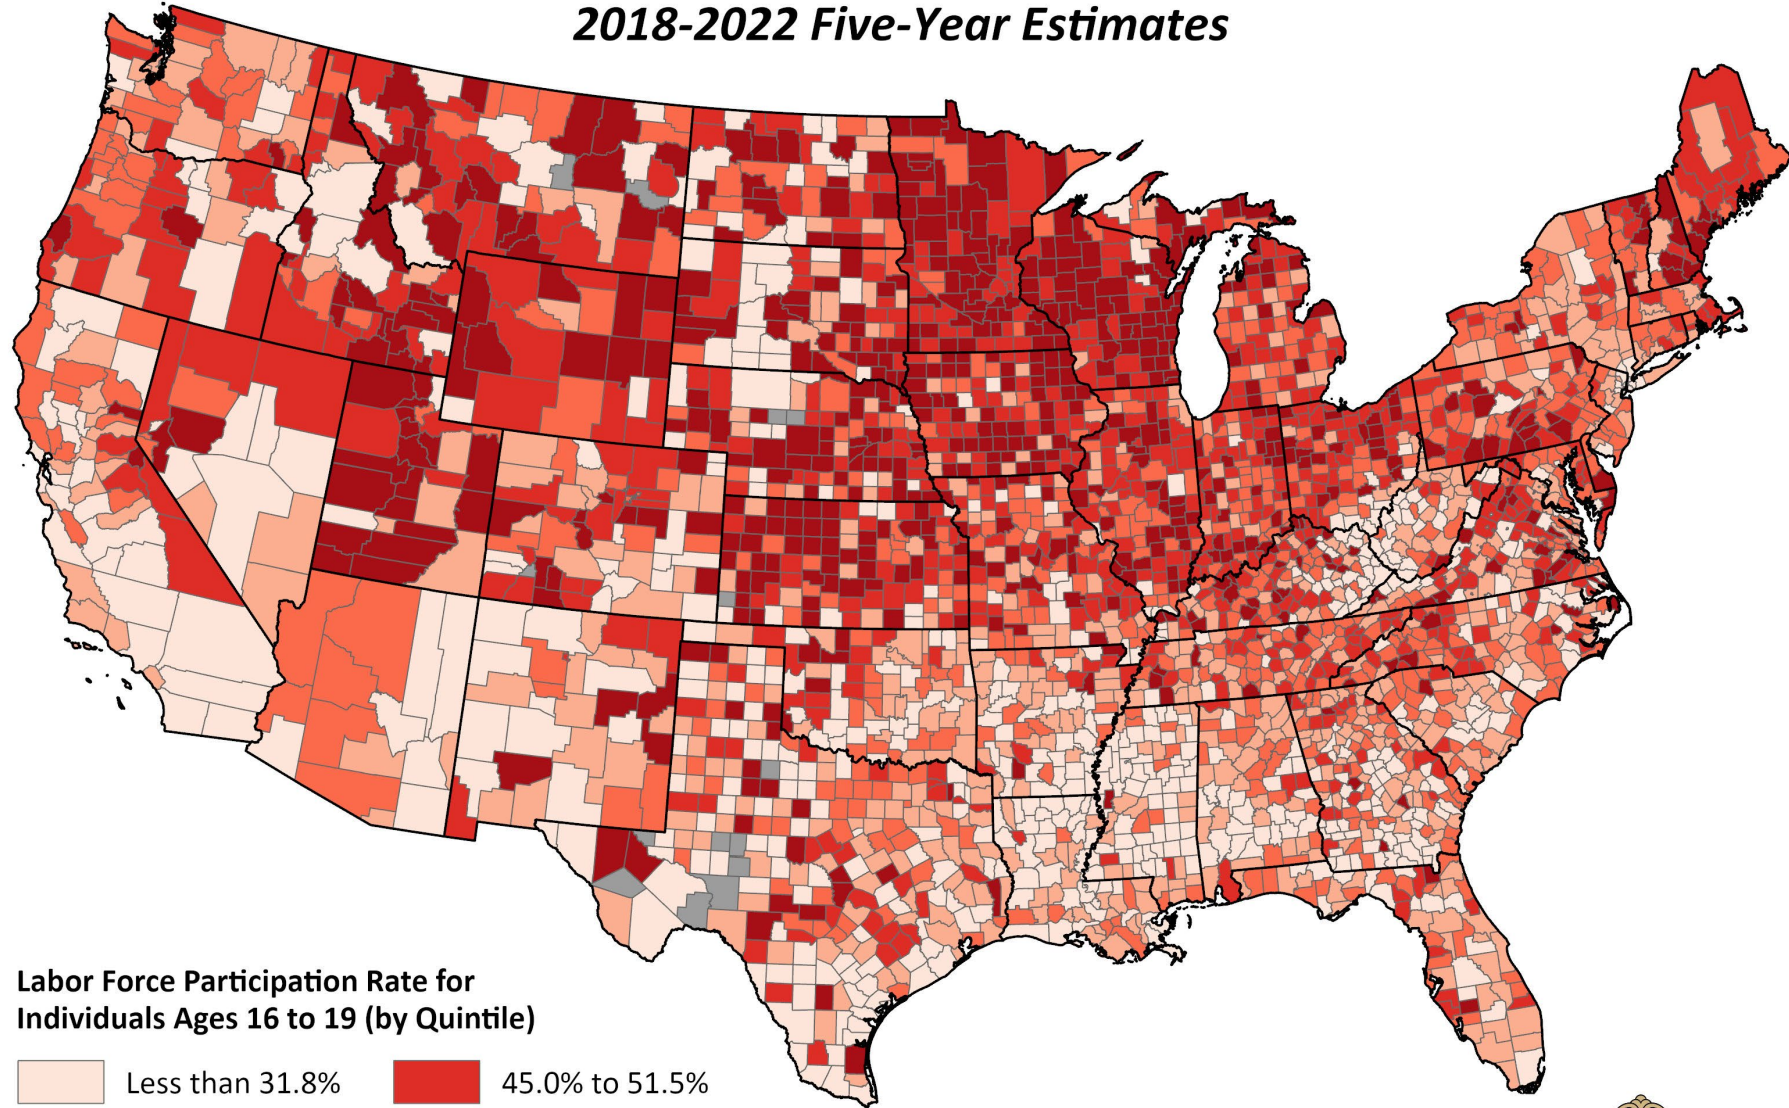 2018-2022 Five-Year Estimates
Labor Force Participation Rate for
Individuals Ages 16 to 19 (by Quintile)
Less than 31.8%
45.0% to 51.5%